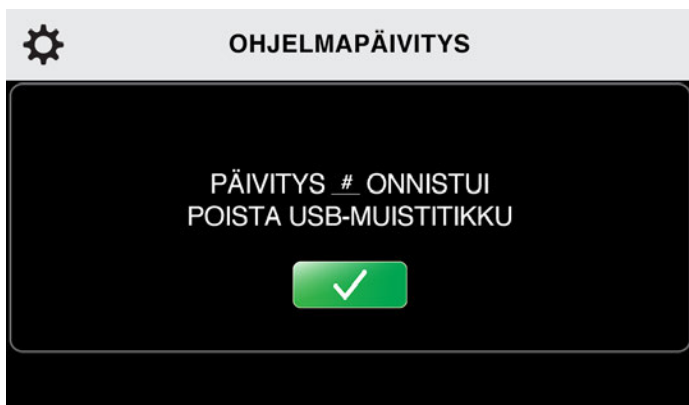 OHJELMAPÄIVITYS
PÄIVITYS _#_ ONNISTUI
POISTA USB-MUISTITIKKU